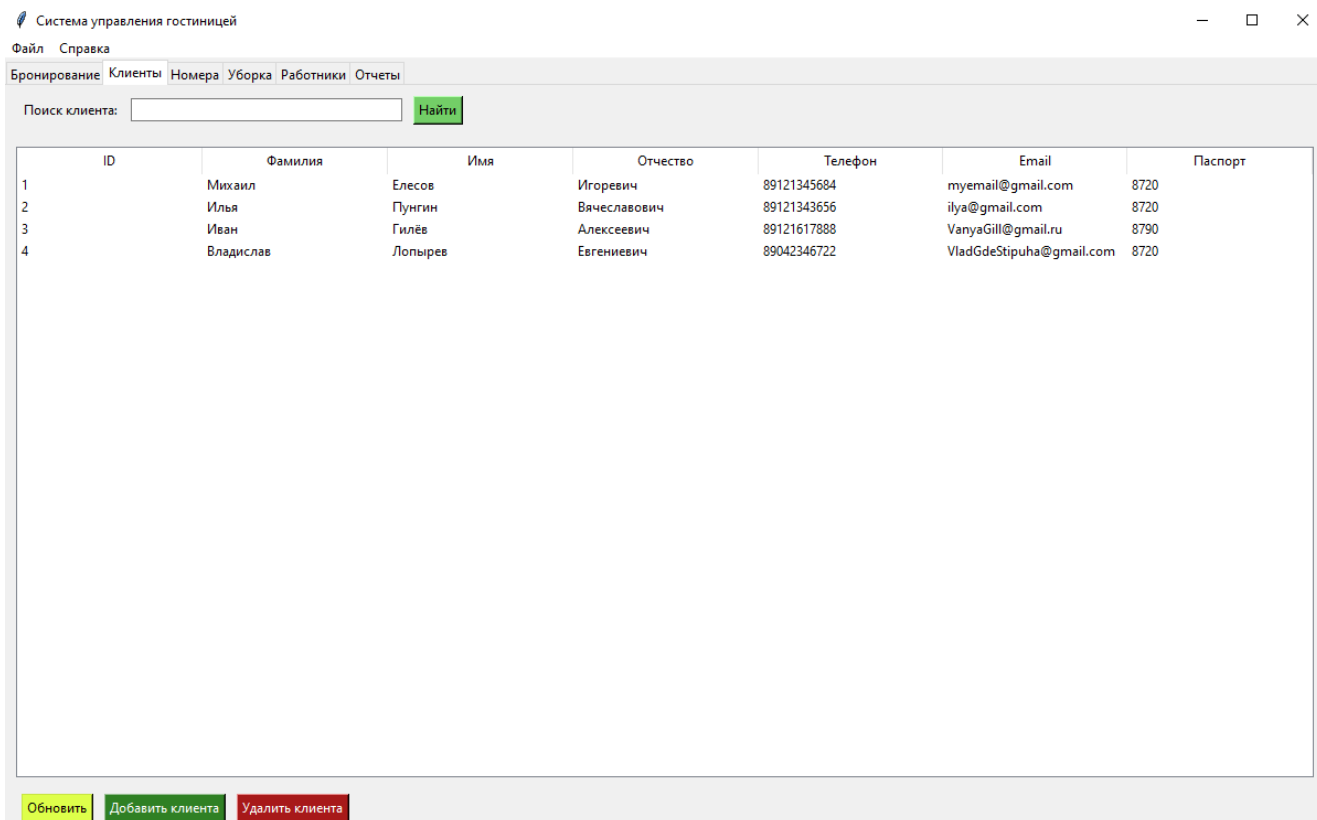 Система управления гостиницей
Файл Справка
Бронирование Клиенты Номера Уборка Работники Отчеты
Поиск клиента: Найти
ID Фамилия Имя Отчество Телефон Email Паспорт
1 Михаил Елесов Игоревич 89121345684 myemail@gmail.com 8720
2 Илья Пунгин Вячеславович 89121343656 ilya@gmail.com 8720
3 Иван Гилёв Алексеевич 89121617888 VanyaGill@gmail.ru 8790
4 Владислав Лопырев Евгениевич 89042346722 VladGdeStipuha@gmail.com 8720
Обновить Добавить клиента Удалить клиента